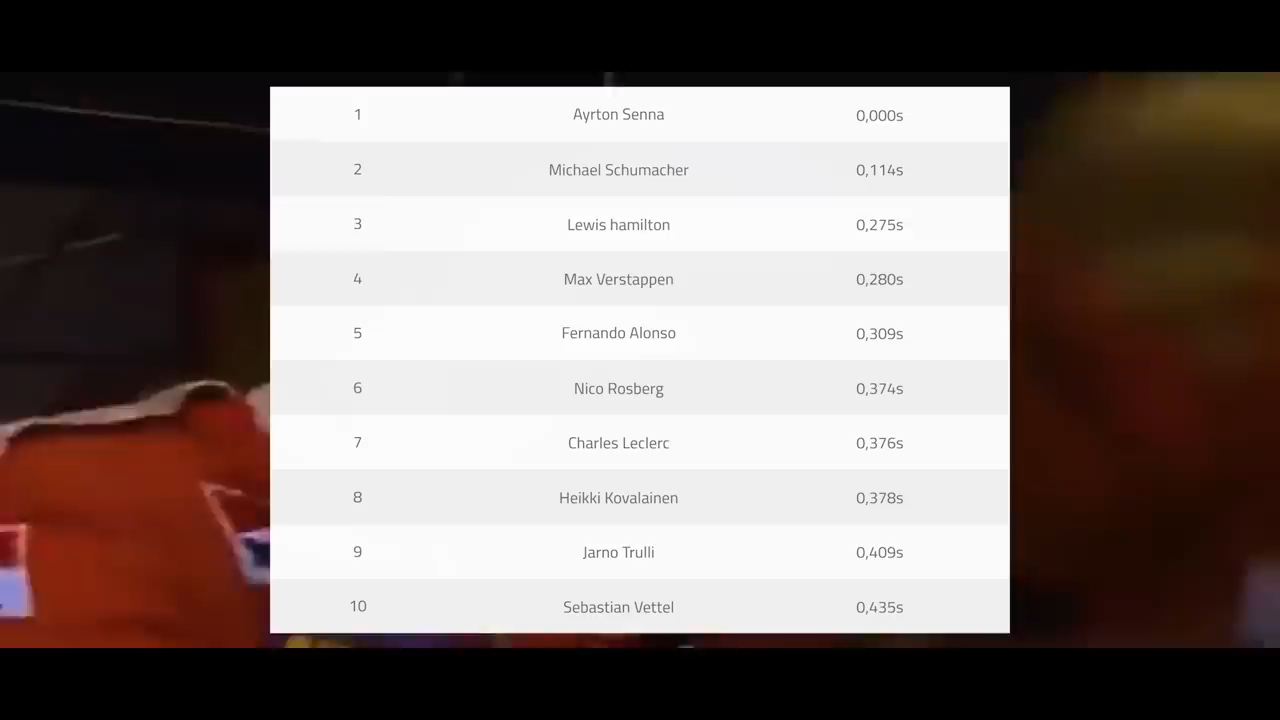 1 Ayrton Senna 0,000s
2 Michael Schumacher 0,114s
3 Lewis hamilton 0,275s
4 Max Verstappen 0,280s
5 Fernando Alonso 0,309s
6 Nico Rosberg 0,374s
7 Charles Leclerc 0,376s
8 Heikki Kovalainen 0,378s
9 Jarno Trulli 0,409s
10 Sebastian Vettel 0,435s